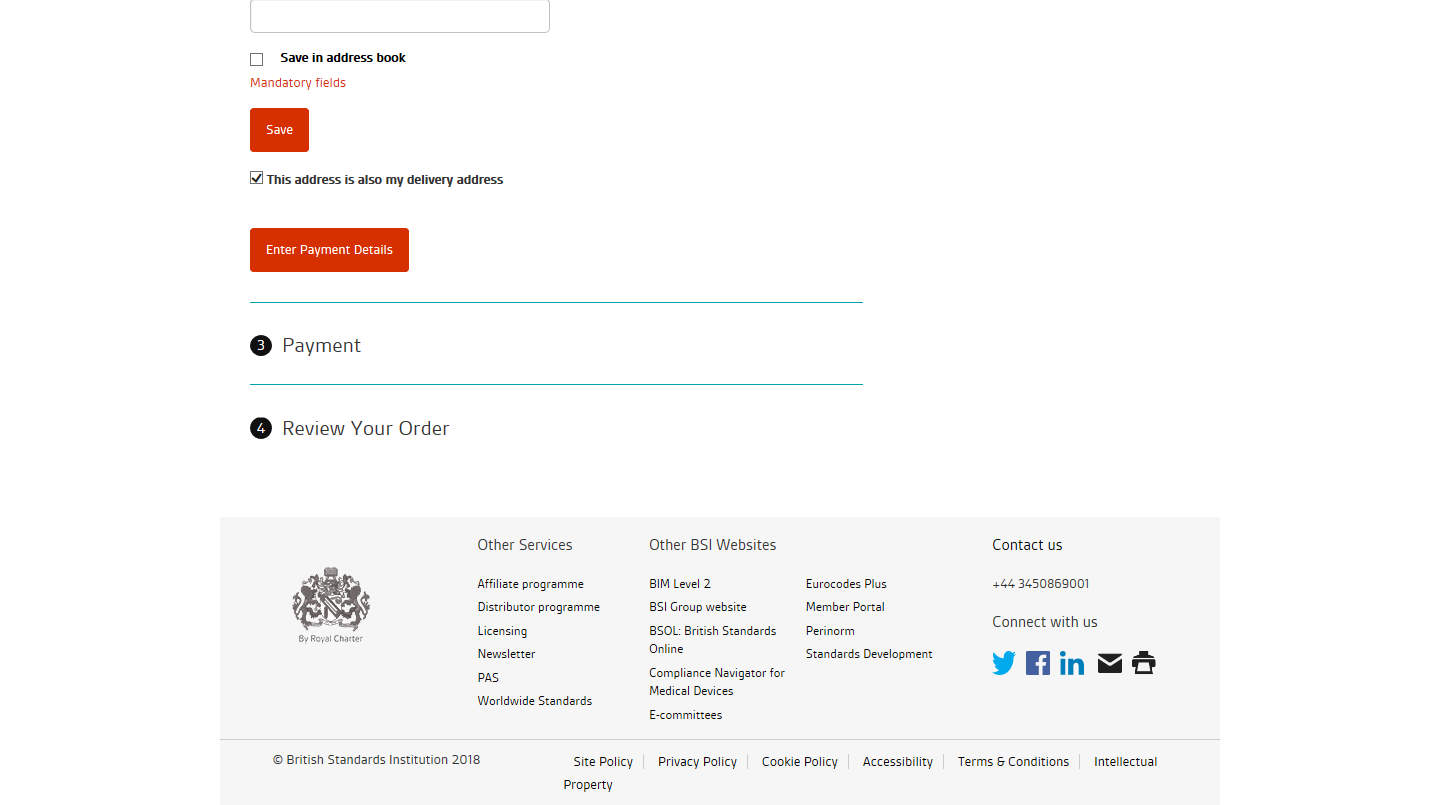 Save in address book
Mandatory fields
Save
This address is also my delivery address
Enter Payment Details
3 Payment
4 Review Your Order
By Royal Charter
Other Services
Affiliate programme
Distributor programme
Licensing
Newsletter
PAS
Worldwide Standards
Other BSI Websites
BIM Level 2
BSI Group website
BSOL: British Standards
Online
Compliance Navigator for
Medical Devices
E-committees
Eurocodes Plus
Member Portal
Perinorm
Standards Development
Contact us
+44 3450869001
Connect with us
© British Standards Institution 2018
Site Policy Privacy Policy Cookie Policy Accessibility Terms & Conditions Intellectual
Property